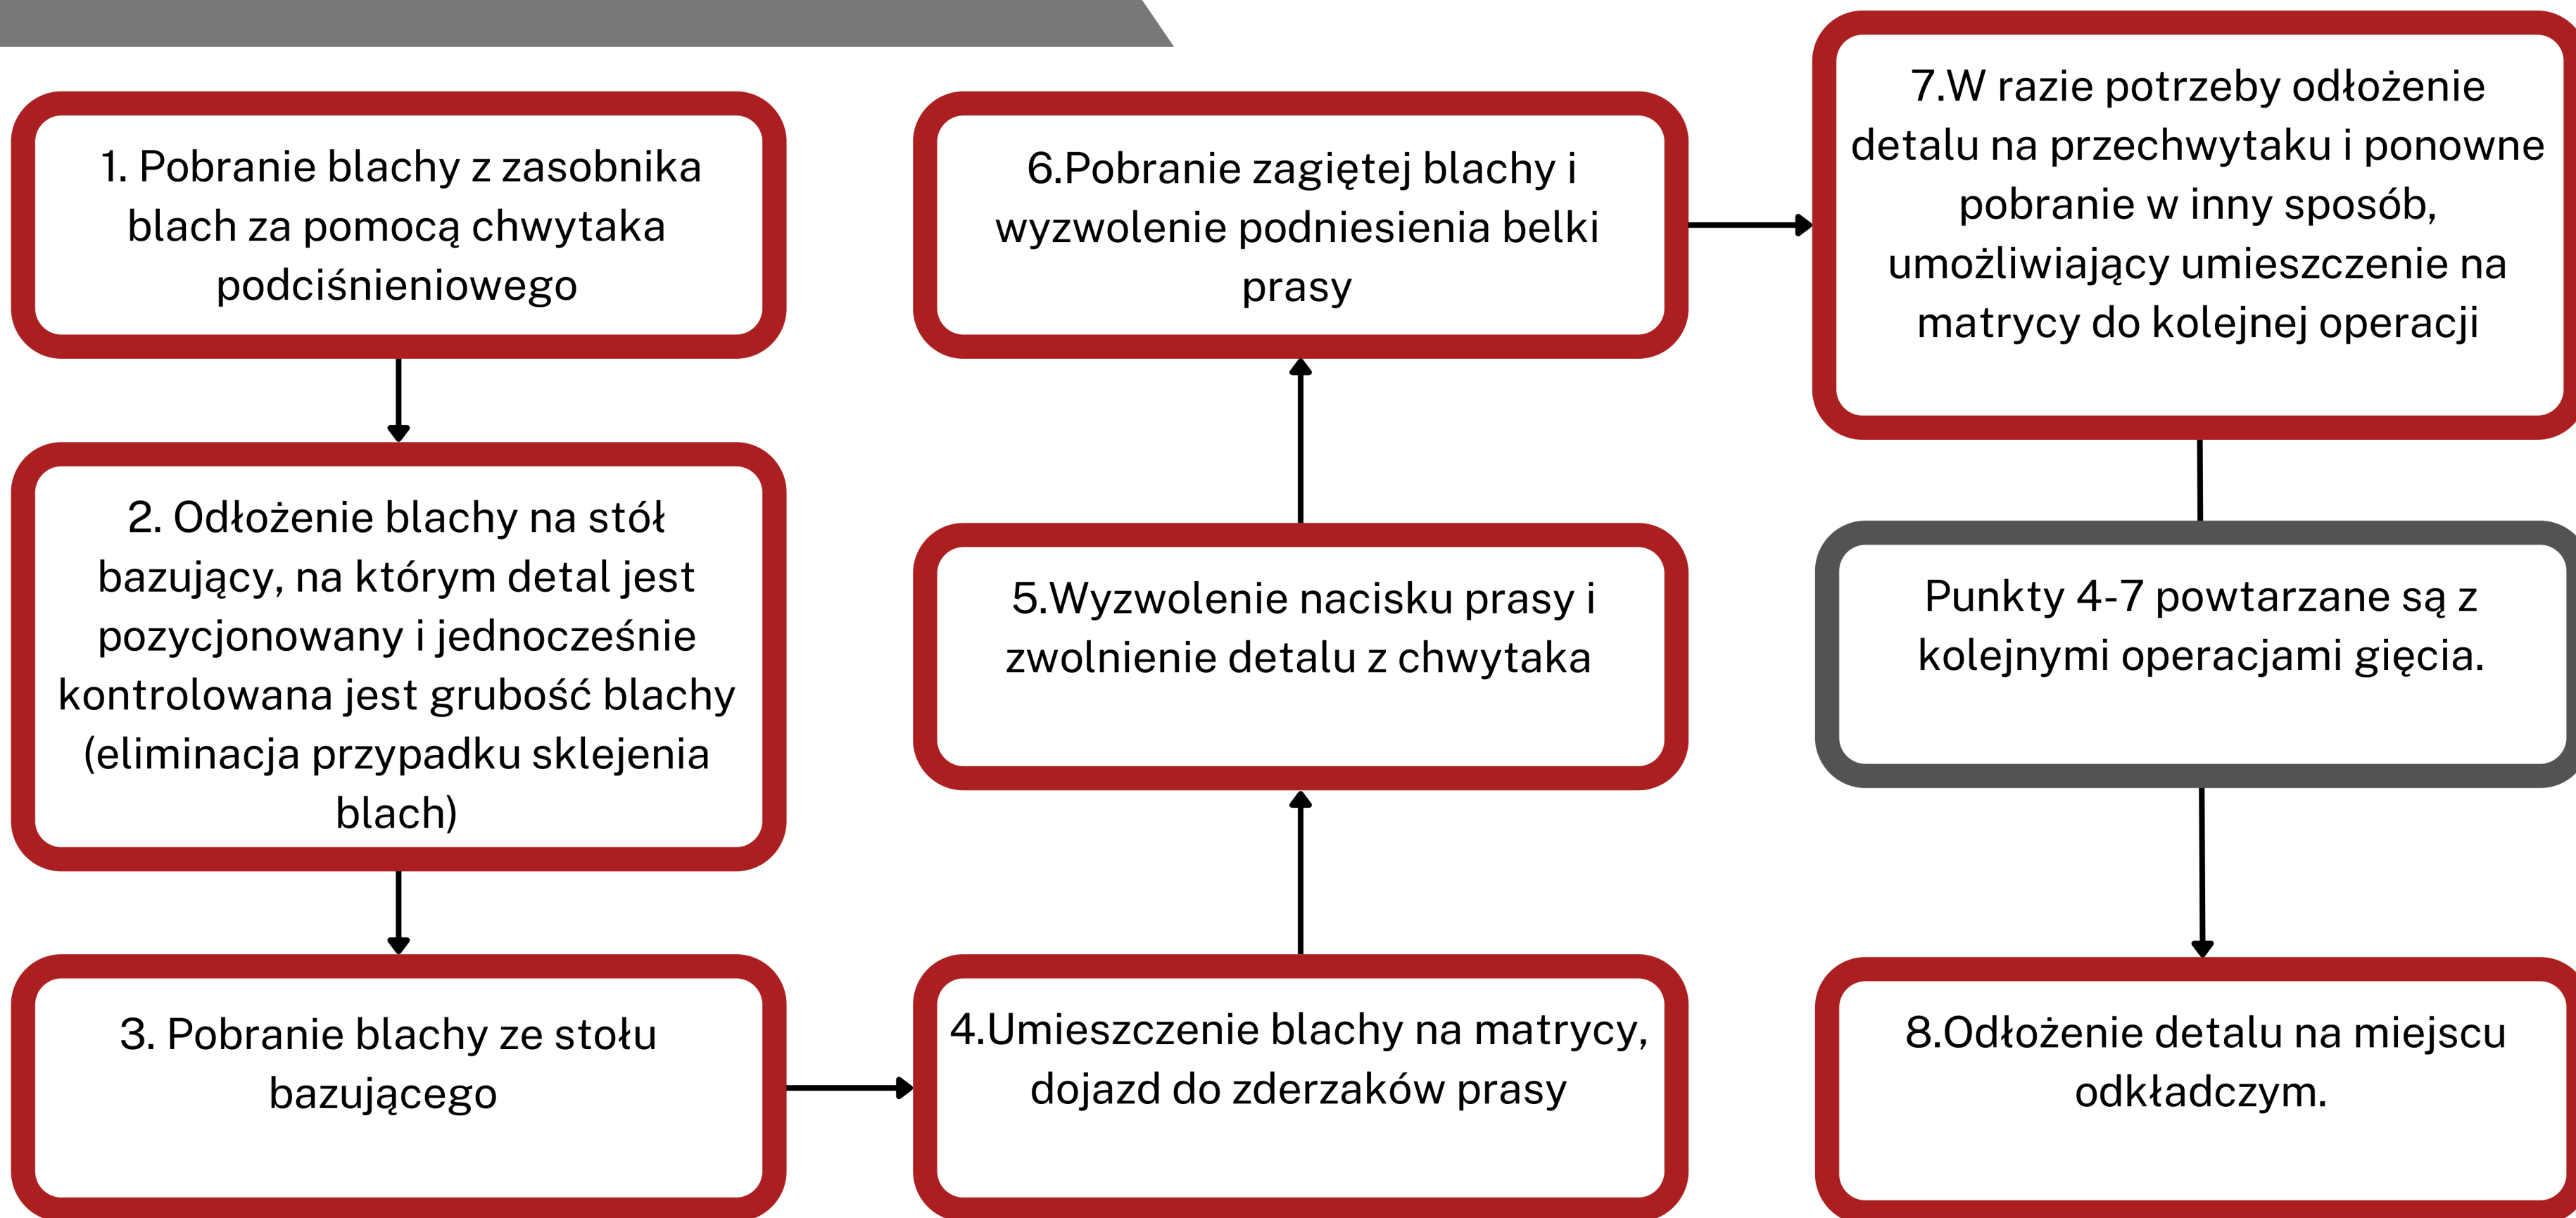 1. Pobranie blachy z zasobnika
blach za pomocą chwytaka
podciśnieniowego
2. Odłożenie blachy na stół
bazujący, na którym detal jest
pozycjonowany i jednocześnie
kontrolowana jest grubość blachy
(eliminacja przypadku sklejenia
blach)
3. Pobranie blachy ze stołu
bazującego
4.Umieszczenie blachy na matrycy,
dojazd do zderzaków prasy
5.Wyzwolenie nacisku prasy i
zwolnienie detalu z chwytaka
6.Pobranie zagiętej blachy i
wyzwolenie podniesienia belki
prasy
7.W razie potrzeby odłożenie
detalu na przechwytaku i ponowne
pobranie w inny sposób,
umożliwiający umieszczenie na
matrycy do kolejnej operacji
Punkty 4-7 powtarzane są z
kolejnymi operacjami gięcia.
8.Odłożenie detalu na miejscu
odkładczym.